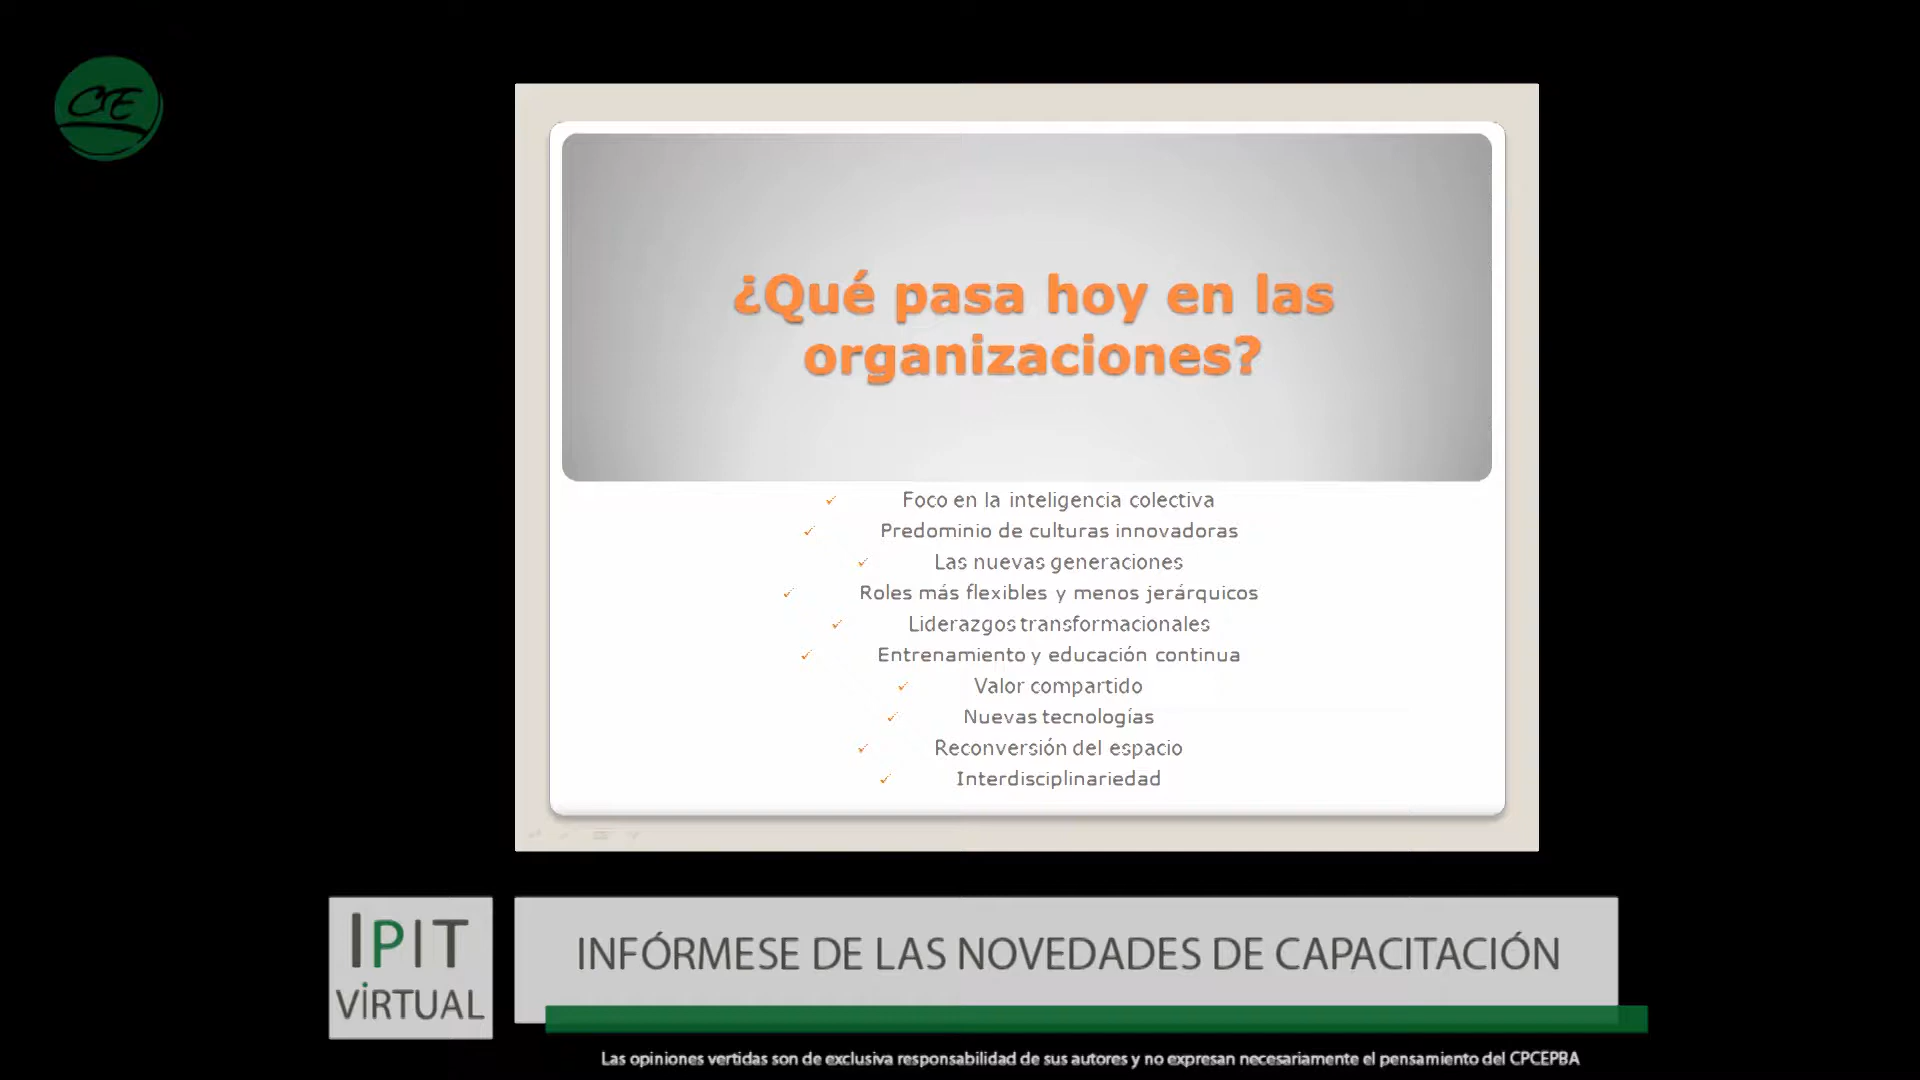 CE
¿Qué pasa hoy en las
organizaciones?
Foco en la inteligencia colectiva
Predominio de culturas innovadoras
Las nuevas generaciones
Roles más flexibles y menos jerárquicos
Liderazgos transformacionales
Entrenamiento y educación continua
Valor compartido
Nuevas tecnologías
Reconversión del espacio
Interdisciplinariedad
IPIT
VIRTUAL
INFÓRMESE DE LAS NOVEDADES DE CAPACITACIÓN
Las opiniones vertidas son de exclusiva responsabilidad de sus autores y no expresan necesariamente el pensamiento del CPCEPBA